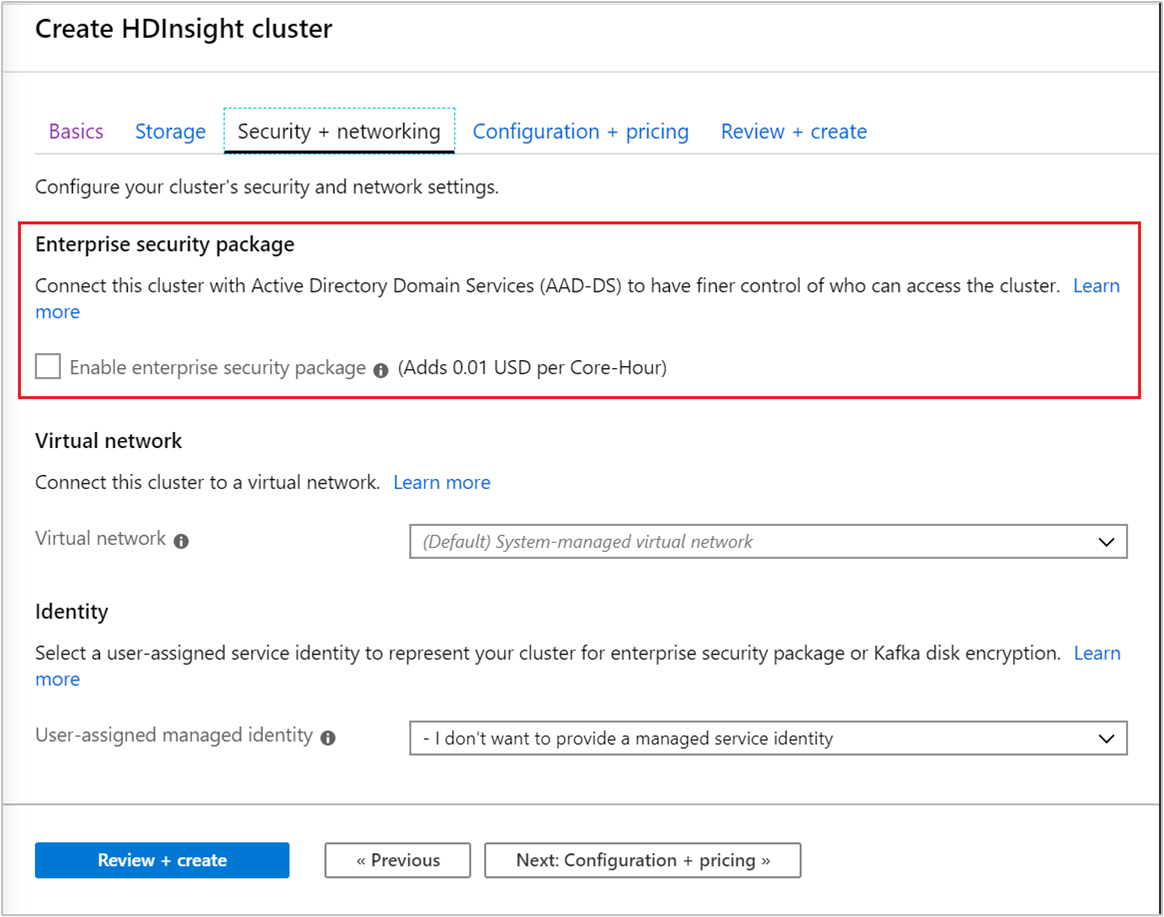 Create HDInsight cluster
Basics Storage Security + networking Configuration + pricing Review + create
Configure your cluster's security and network settings.
Enterprise security package
Connect this cluster with Active Directory Domain Services (AAD-DS) to have finer control of who can access the cluster. Learn
more
Enable enterprise security package (Adds 0.01 USD per Core-Hour)
Virtual network
Connect this cluster to a virtual network. Learn more
Virtual network (Default) System-managed virtual network
Identity
Select a user-assigned service identity to represent your cluster for enterprise security package or Kafka disk encryption. Learn
more
User-assigned managed identity - I don't want to provide a managed service identity
Review + create « Previous Next: Configuration + pricing »